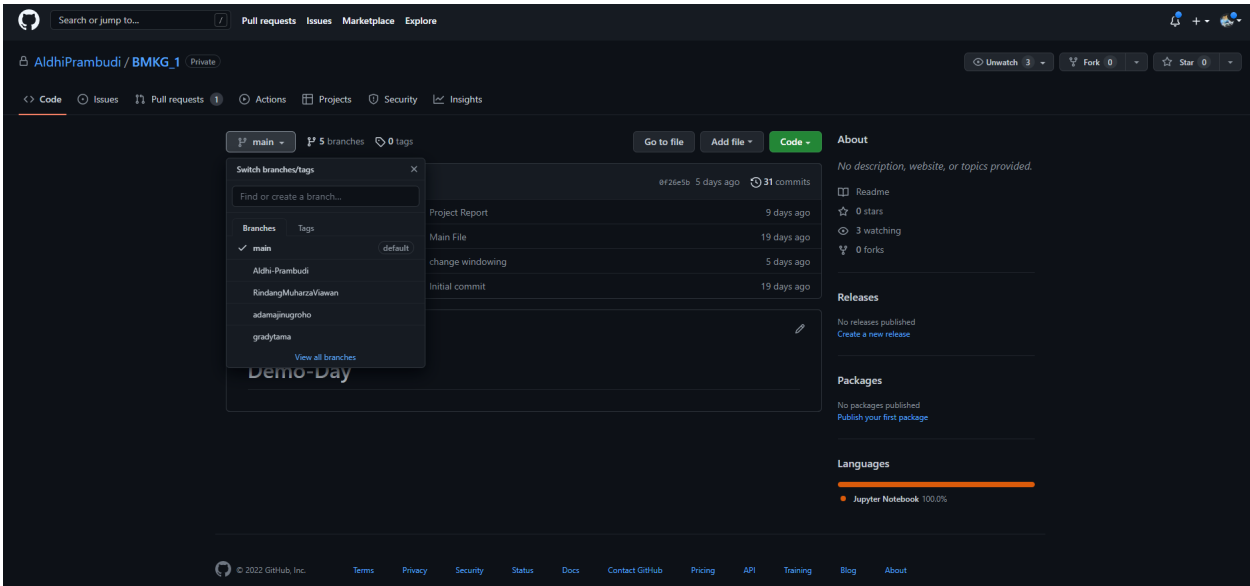 Search or jump to... /
Pull requests Issues Marketplace Explore
AldhiPrambudi / BMKG_1 Private
Unwatch 3 Fork 0 Star 0
Code Issues Pull requests 1 Actions Projects Security Insights
main 5 branches 0 tags Go to file Add file Code
Switch branches/tags
Find or create a branch...
Branches Tags
main default
Aldhi-Prambudi
RindangMuharzaViawan
adamajinugroho
gradytama
View all branches
0f26e5b 5 days ago 31 commits
Project Report 9 days ago
Main File 19 days ago
change windowing 5 days ago
Initial commit 19 days ago
Demo-Day
About
No description, website, or topics provided.
Readme
0 stars
3 watching
0 forks
Releases
No releases published
Create a new release
Packages
No packages published
Publish your first package
Languages
Jupyter Notebook 100.0%
© 2022 GitHub, Inc. Terms Privacy Security Status Docs Contact GitHub Pricing API Training Blog About